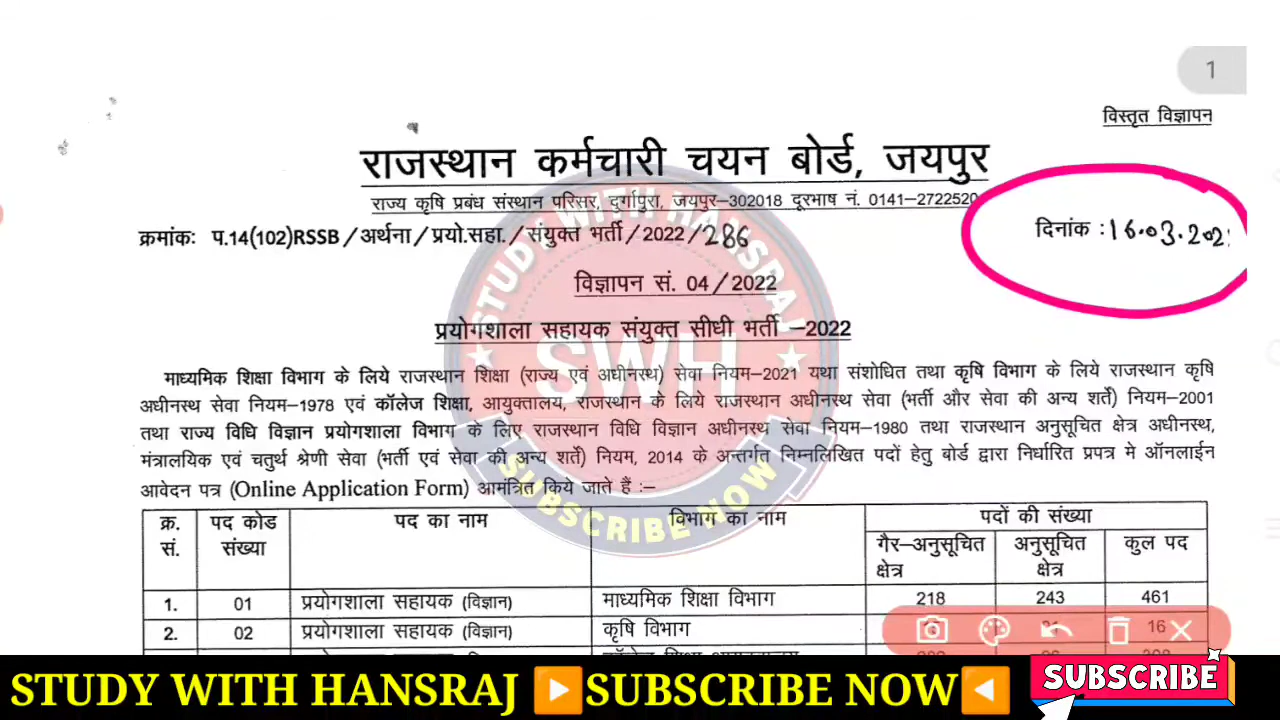 1
विस्तृत विज्ञापन
राजस्थान कर्मचारी चयन बोर्ड, जयपुर
राज्य कृषि प्रबंध संस्थान परिसर, दुर्गापुरा, जयपुर–302018 दूरभाष नं. 0141-2722520
क्रमांकः प.14(102)RSSB/अर्थना/प्रयो.सहा./संयुक्त भर्ती/2022/286
दिनांक :16.03.202
विज्ञापन सं. 04/2022
प्रयोगशाला सहायक संयुक्त सीधी भर्ती –2022
माध्यमिक शिक्षा विभाग के लिये राजस्थान शिक्षा (राज्य एवं अधीनस्थ) सेवा नियम–2021 यथा संशोधित तथा कृषि विभाग के लिये राजस्थान कृषि
अधीनस्थ सेवा नियम–1978 एवं कॉलेज शिक्षा, आयुक्तालय, राजस्थान के लिये राजस्थान अधीनस्थ सेवा (भर्ती और सेवा की अन्य शर्तें) नियम–2001
तथा राज्य विधि विज्ञान प्रयोगशाला विभाग के लिए राजस्थान विधि विज्ञान अधीनस्थ सेवा नियम–1980 तथा राजस्थान अनुसूचित क्षेत्र अधीनस्थ,
मंत्रालयिक एवं चतुर्थ श्रेणी सेवा (भर्ती एवं सेवा की अन्य शर्तें) नियम, 2014 के अन्तर्गत निम्नलिखित पदों हेतु बोर्ड द्वारा निर्धारित प्रपत्र मे ऑनलाईन
आवेदन पत्र (Online Application Form) आमंत्रित किये जाते हैं :–
क्र. सं. पद कोड संख्या पद का नाम विभाग का नाम पदों की संख्या
गैर–अनुसूचित क्षेत्र अनुसूचित क्षेत्र कुल पद
1. 01 प्रयोगशाला सहायक (विज्ञान) माध्यमिक शिक्षा विभाग 218 243 461
2. 02 प्रयोगशाला सहायक (विज्ञान) कृषि विभाग 16
STUDY WITH HANSRAJ
SWH
SUBSCRIBE NOW
STUDY WITH HANSRAJ SUBSCRIBE NOW
SUBSCRIBE